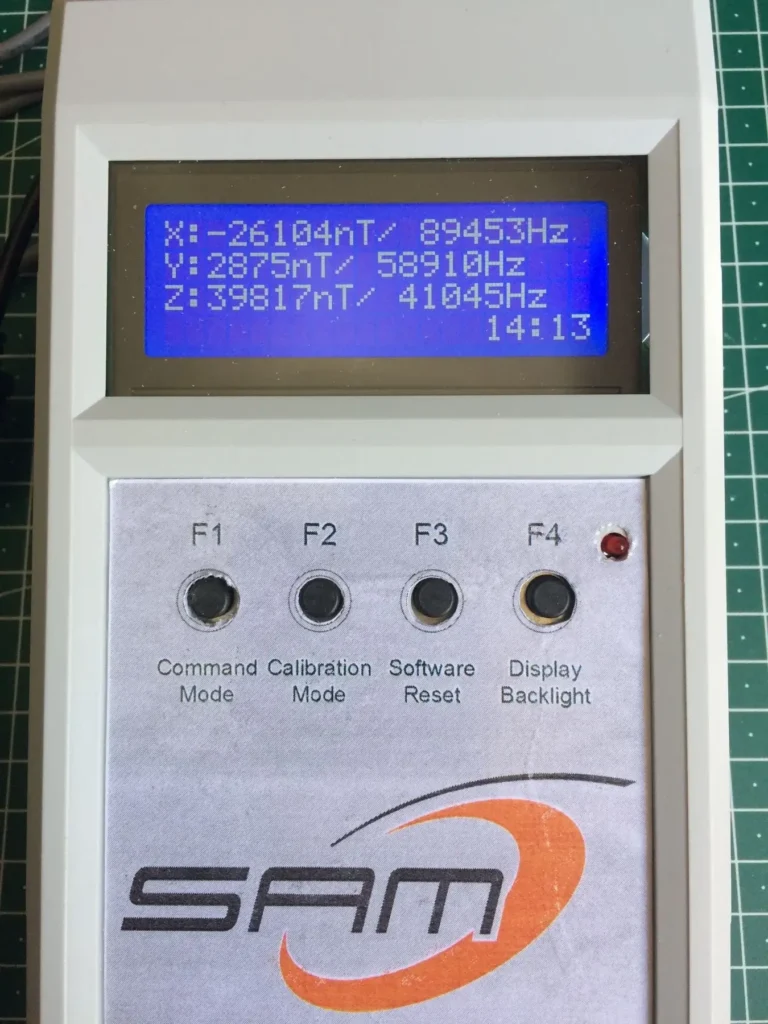 X:-26104nT/ 89453Hz
Y:2875nT/ 58910Hz
Z:39817nT/ 41045Hz
14:13
F1 F2 F3 F4
Command Calibration Software Display
Mode Mode Reset Backlight
SAM